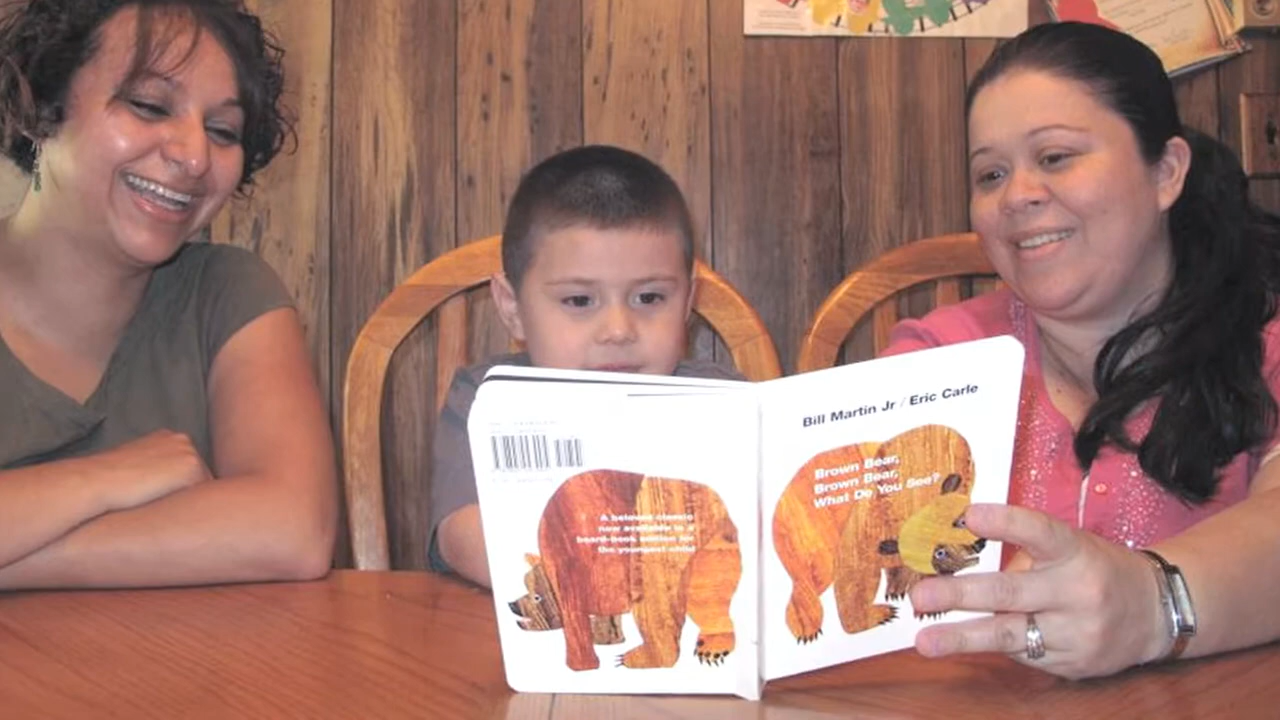 A beloved classic
now available in a
board-book edition for
the youngest child
Bill Martin Jr / Eric Carle
Brown Bear,
Brown Bear,
What Do You See?